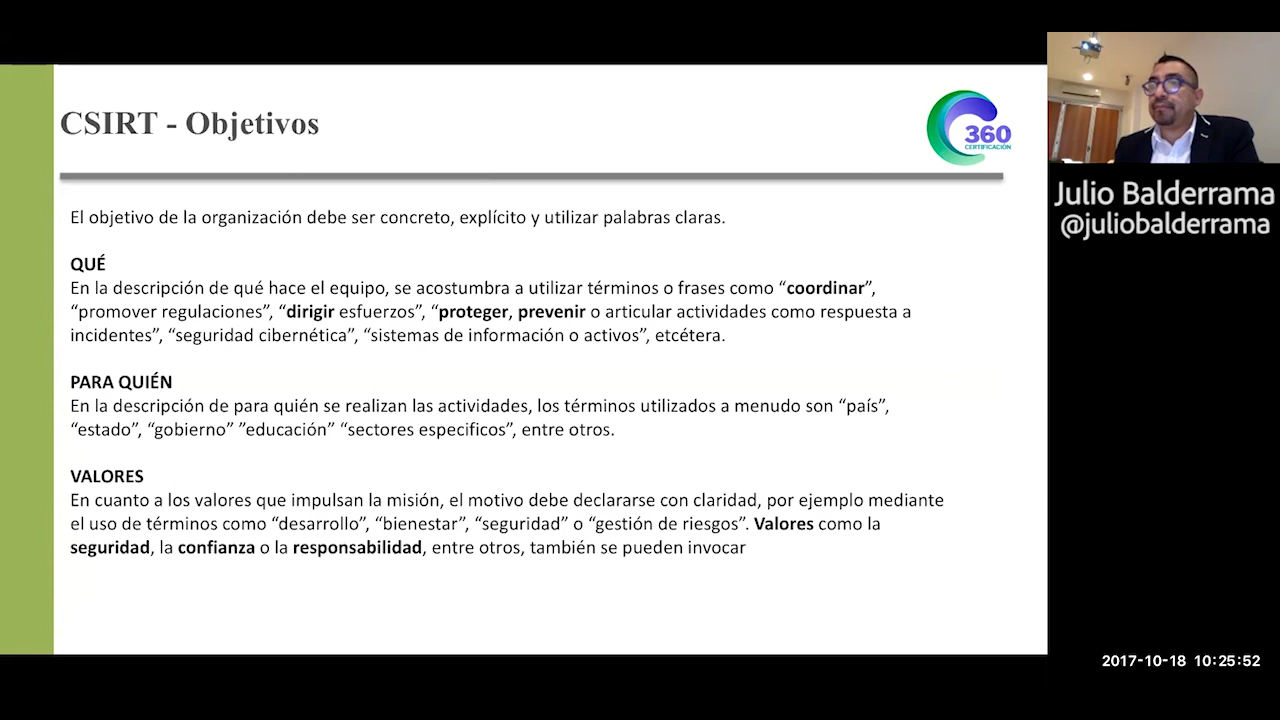 CSIRT - Objetivos
360
CERTIFICACIÓN
El objetivo de la organización debe ser concreto, explícito y utilizar palabras claras.
QUÉ
En la descripción de qué hace el equipo, se acostumbra a utilizar términos o frases como “coordinar”,
“promover regulaciones”, “dirigir esfuerzos”, “proteger, prevenir o articular actividades como respuesta a
incidentes”, “seguridad cibernética”, “sistemas de información o activos”, etcétera.
PARA QUIÉN
En la descripción de para quién se realizan las actividades, los términos utilizados a menudo son “país”,
“estado”, “gobierno” ”educación” “sectores especificos”, entre otros.
VALORES
En cuanto a los valores que impulsan la misión, el motivo debe declararse con claridad, por ejemplo mediante
el uso de términos como “desarrollo”, “bienestar”, “seguridad” o “gestión de riesgos”. Valores como la
seguridad, la confianza o la responsabilidad, entre otros, también se pueden invocar
Julio Balderrama
@juliobalderrama
2017-10-18 10:25:52